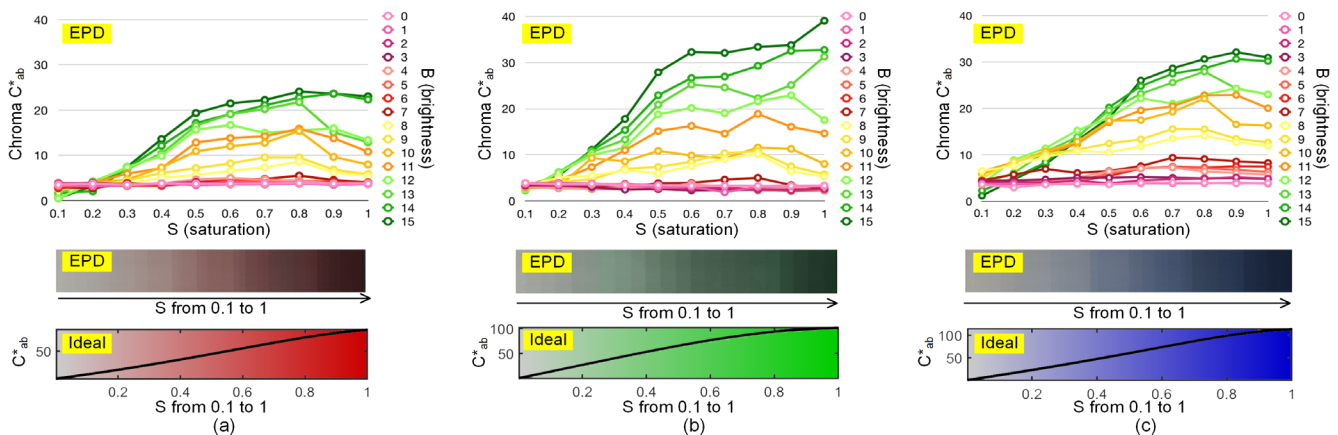 EPD
40
30
20
10
0
Chroma C*ab
0.1 0.2 0.3 0.4 0.5 0.6 0.7 0.8 0.9 1
S (saturation)
0
1
2
3
4
5
6
7
8
9
10
11
12
13
14
15
B (brightness)
EPD
S from 0.1 to 1
Ideal
50
C*ab
0.2 0.4 0.6 0.8 1
S from 0.1 to 1
(a)
EPD
40
30
20
10
0
Chroma C*ab
0.1 0.2 0.3 0.4 0.5 0.6 0.7 0.8 0.9 1
S (saturation)
0
1
2
3
4
5
6
7
8
9
10
11
12
13
14
15
B (brightness)
EPD
S from 0.1 to 1
Ideal
100
50
C*ab
0.2 0.4 0.6 0.8 1
S from 0.1 to 1
(b)
EPD
40
30
20
10
0
Chroma C*ab
0.1 0.2 0.3 0.4 0.5 0.6 0.7 0.8 0.9 1
S (saturation)
0
1
2
3
4
5
6
7
8
9
10
11
12
13
14
15
B (brightness)
EPD
S from 0.1 to 1
Ideal
100
50
C*ab
0.2 0.4 0.6 0.8 1
S from 0.1 to 1
(c)